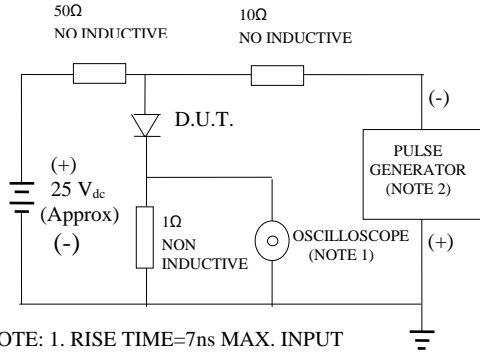 50Ω
NO INDUCTIVE
10Ω
NO INDUCTIVE
(-)
D.U.T.
PULSE
GENERATOR
(NOTE 2)
(+)
25 Vdc
(Approx)
(-)
1Ω
NON
INDUCTIVE
OSCILLOSCOPE
(NOTE 1)
(+)
OTE: 1. RISE TIME=7ns MAX. INPUT